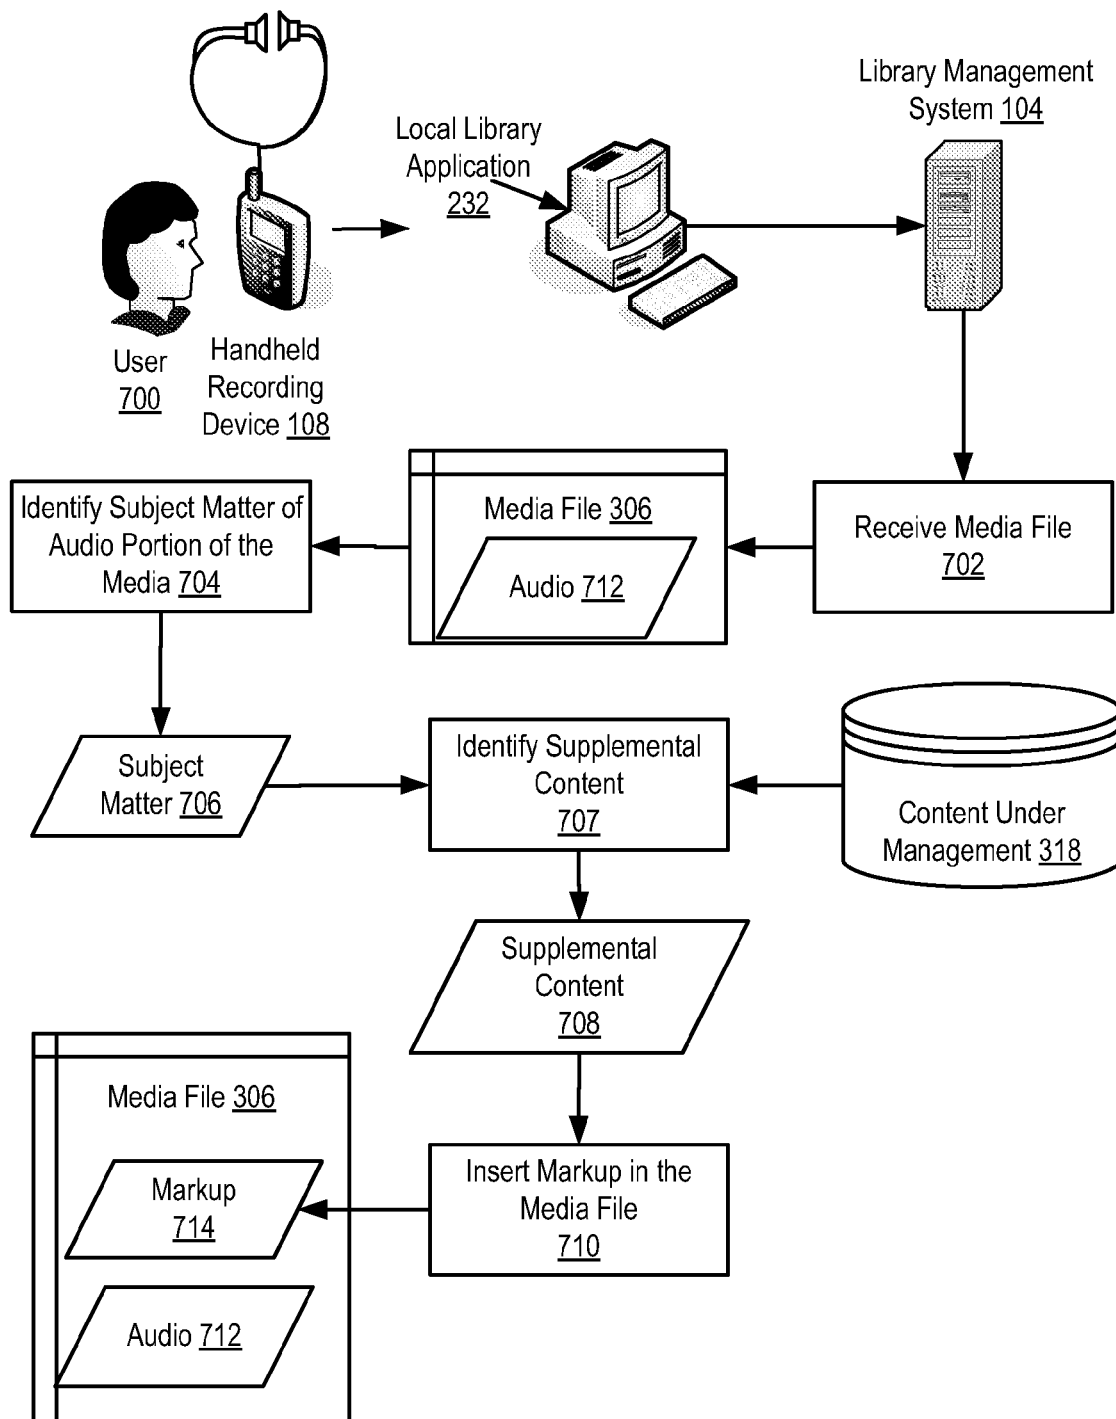 Library Management
System 104
Local Library
Application
232
User
700
Handheld
Recording
Device 108
Identify Subject Matter of
Audio Portion of the
Media 704
Media File 306
Audio 712
Receive Media File
702
Subject
Matter 706
Identify Supplemental
Content
707
Content Under
Management 318
Supplemental
Content
708
Media File 306
Markup
714
Audio 712
Insert Markup in the
Media File
710